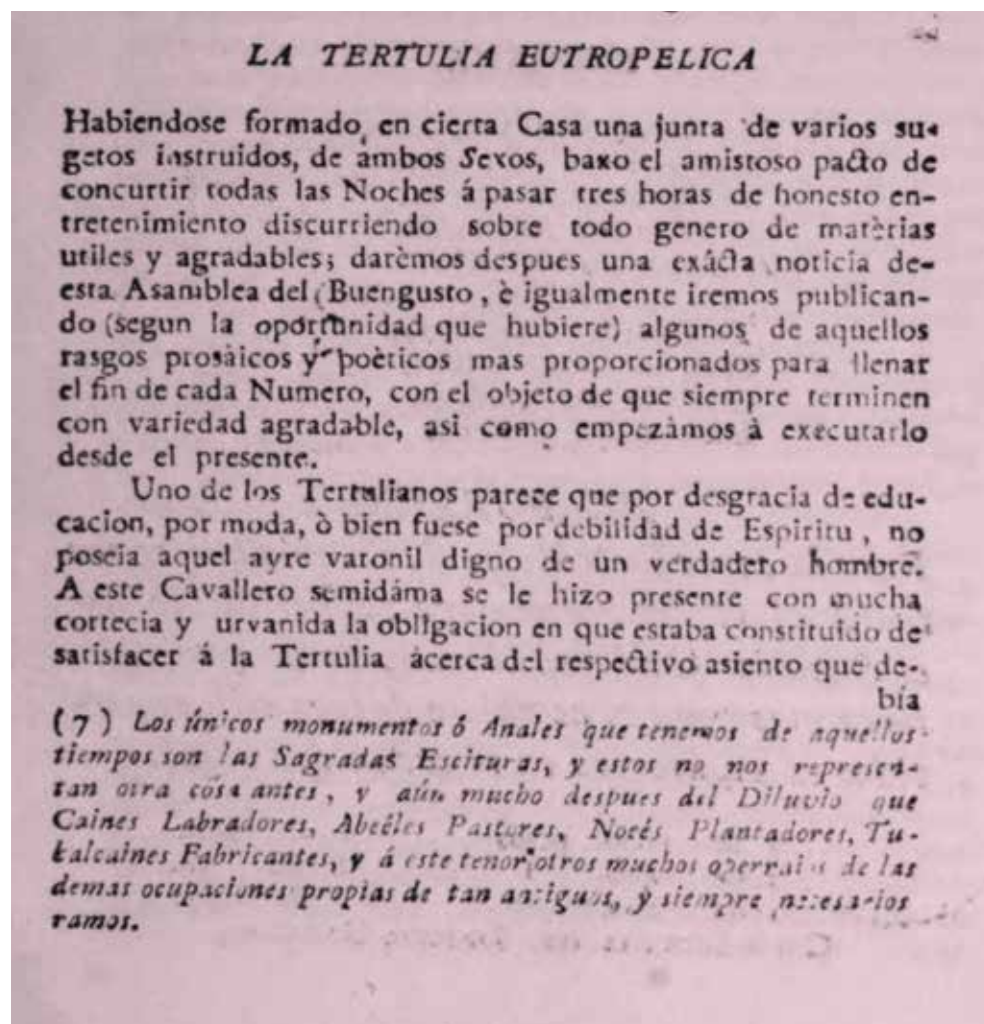 LA TERTULIA EUTROPELICA
Habiendose formado en cierta Casa una junta de varios su-
getos instruidos, de ámbos Sexos, baxo el amistoso pacto de
concurtir todas las Noches á pasar tres horas de honesto en-
tretenimiento discurriendo sobre todo genero de matèrias
utiles y agradables; darèmos despues una exácta noticia de-
esta Asamblea del Buengusto, è igualmente iremos publican-
do (segun la oportunidad que hubiere) algunos de aquellos
rasgos prosàicos y poèticos mas proporcionados para llenar
el fin de cada Numero, con el objeto de que siempre terminen
con variedad agradable, asi como empezàmos à executarlo
desde el presente.
Uno de los Tertulianos parece que por desgracia de edu-
cacion, por moda, ò bien fuese por debilidad de Espiritu, no
poseia aquel ayre varonil digno de un verdadero hombre.
A este Cavallero semidáma se le hizo presente con mucha
cortecia y urvanida la obligacion en que estaba constituido de
satisfacer á la Tertulia àcerca del respectivo asiento que de-
bía
(7) Los únicos monumentos ó Anales que tenemos de aquellos
tiempos son las Sagradas Escituras, y estos no nos represen-
tan otra cosa antes, y aún mucho despues del Diluvio que
Caines Labradores, Abeles Pastores, Noés Plantadores, Tu-
balcaines Fabricantes, y á este tenor otros muchos operrarios de las
demas ocupaciones propias de tan antiguos, y siempre necesarios
ramos.